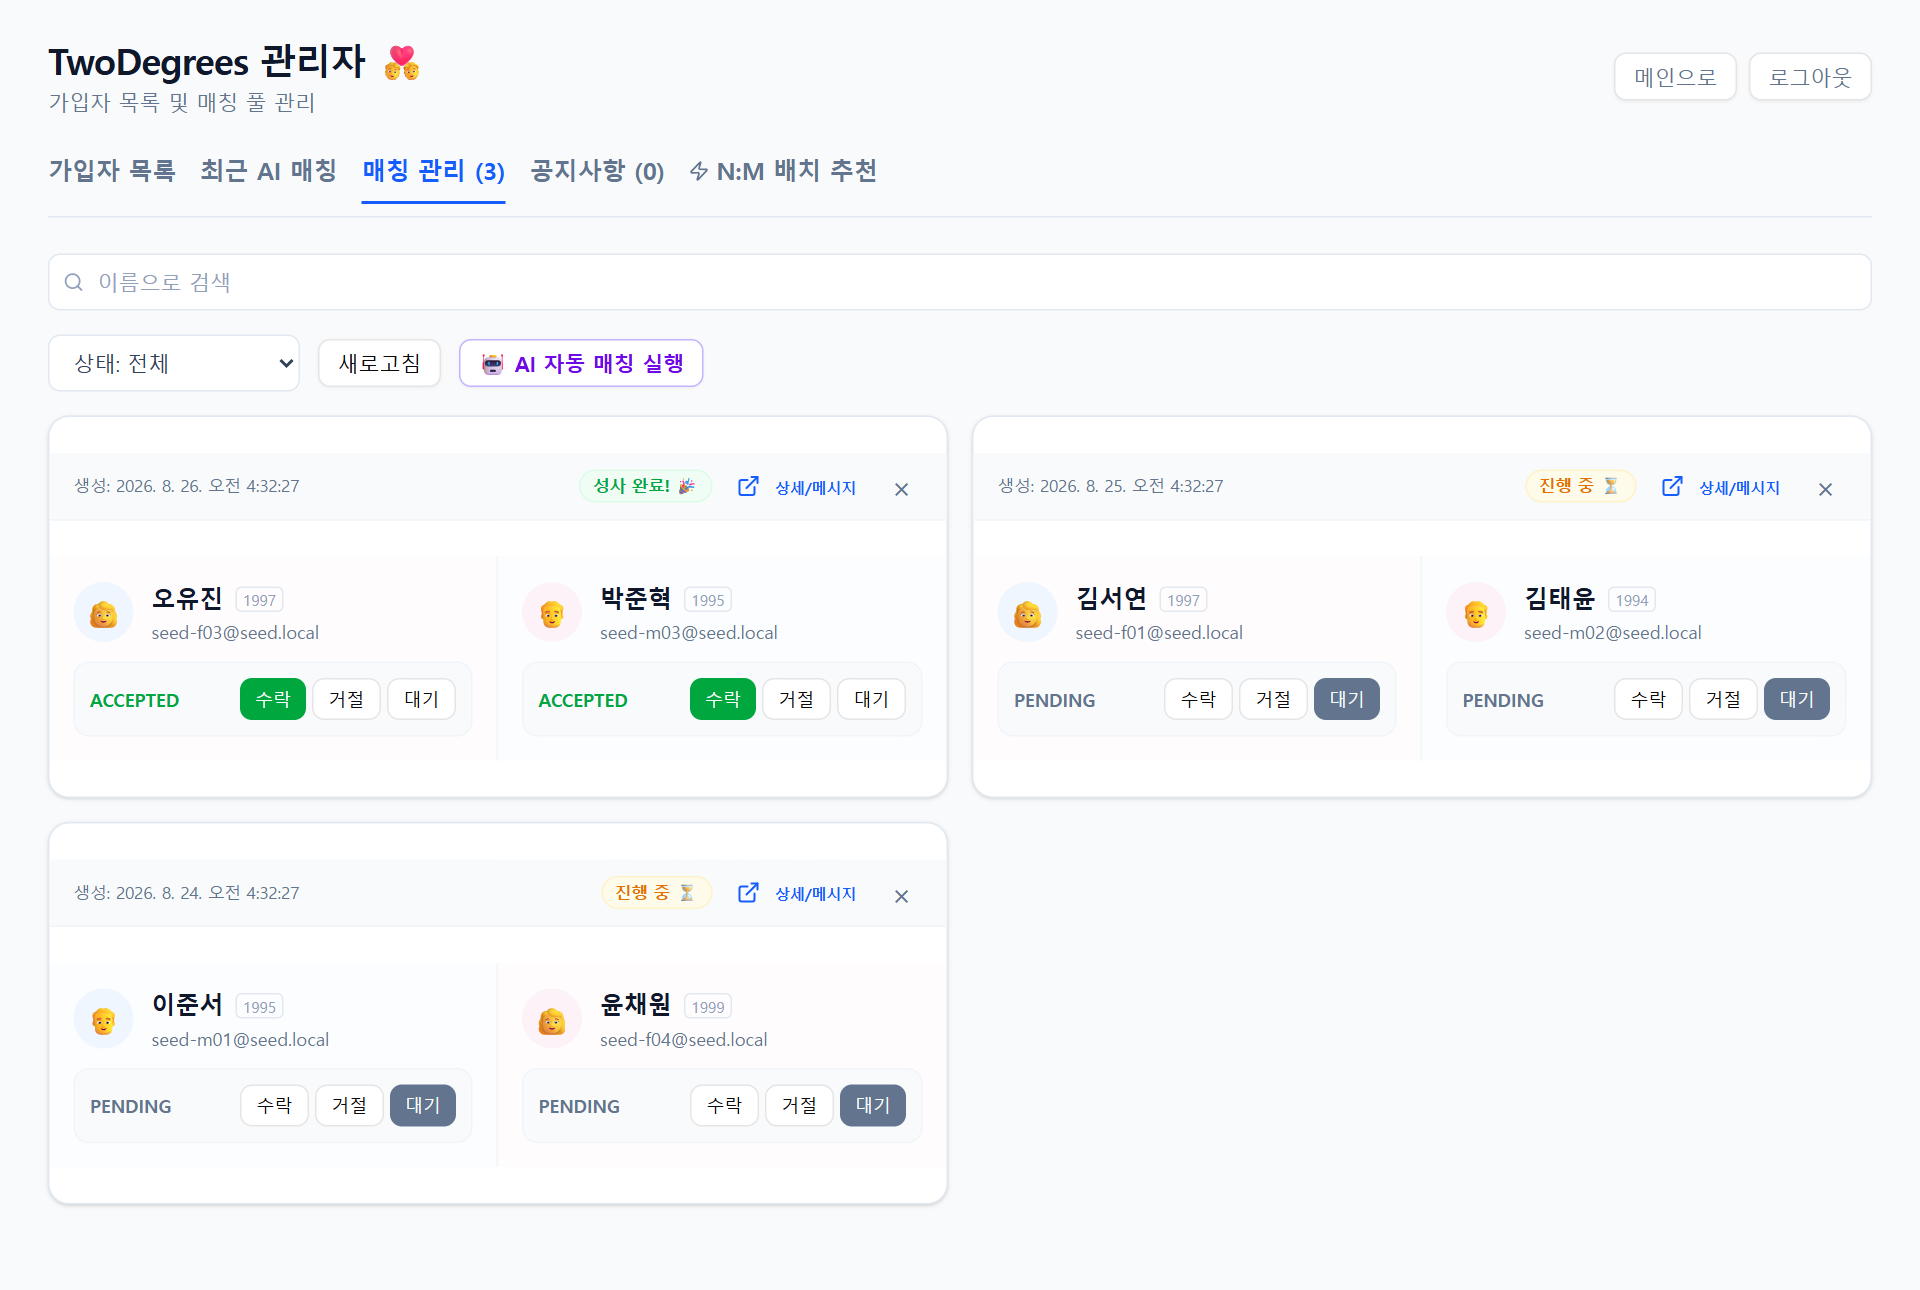 TwoDegrees 관리자
가입자 목록 및 매칭 풀 관리
메인으로
로그아웃
가입자 목록
최근 AI 매칭
매칭 관리 (3)
공지사항 (0)
N:M 배치 추천
이름으로 검색
상태: 전체
새로고침
AI 자동 매칭 실행
생성: 2026. 8. 26. 오전 4:32:27
성사 완료!
상세/메시지
오유진 1997
seed-f03@seed.local
ACCEPTED 수락 거절 대기
박준혁 1995
seed-m03@seed.local
ACCEPTED 수락 거절 대기
생성: 2026. 8. 25. 오전 4:32:27
진행 중
상세/메시지
김서연 1997
seed-f01@seed.local
PENDING 수락 거절 대기
김태윤 1994
seed-m02@seed.local
PENDING 수락 거절 대기
생성: 2026. 8. 24. 오전 4:32:27
진행 중
상세/메시지
이준서 1995
seed-m01@seed.local
PENDING 수락 거절 대기
윤채원 1999
seed-f04@seed.local
PENDING 수락 거절 대기